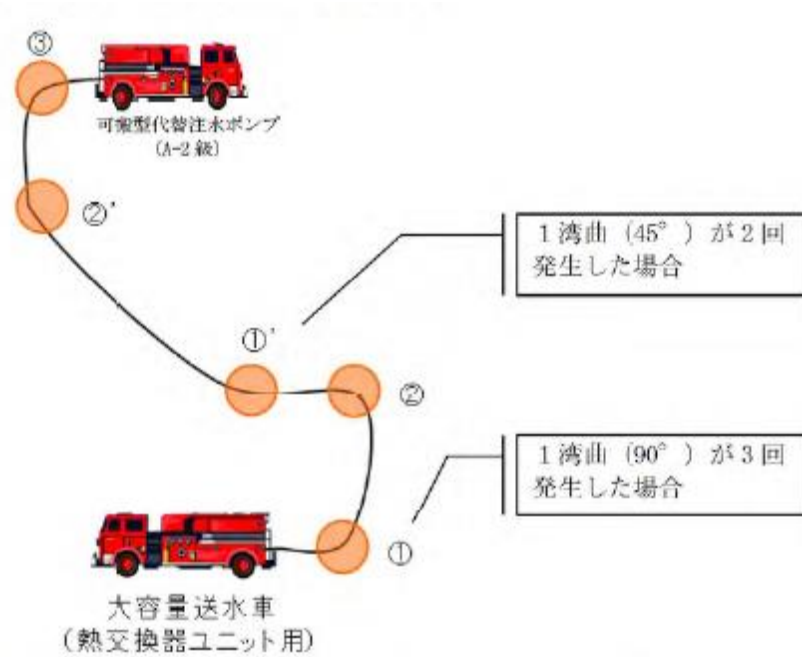 ③
可搬型代替注水ポンプ
(A-2 級)
②'
1 湾曲 (45° ) が 2 回
発生した場合
①'
②
1 湾曲 (90° ) が 3 回
発生した場合
①
大容量送水車
(熱交換器ユニット用)